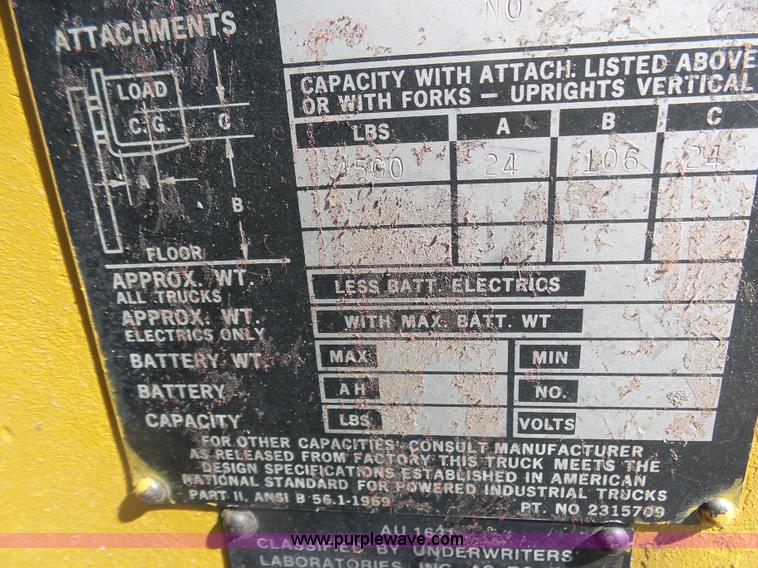 NO
ATTACHMENTS
CAPACITY WITH ATTACH. LISTED ABOVE
OR WITH FORKS — UPRIGHTS VERTICAL
LOAD
C.G.
C
A
B
FLOOR
LBS A B C
24 106 24
APPROX. WT.
ALL TRUCKS
LESS BATT. ELECTRICS
APPROX. WT.
ELECTRICS ONLY
WITH MAX. BATT. WT
BATTERY WT. MAX MIN
BATTERY AH NO.
CAPACITY LBS VOLTS
FOR OTHER CAPACITIES CONSULT MANUFACTURER
AS RELEASED FROM FACTORY THIS TRUCK MEETS THE
DESIGN SPECIFICATIONS ESTABLISHED IN AMERICAN
NATIONAL STANDARD FOR POWERED INDUSTRIAL TRUCKS
PART II, ANSI B 56.1-1969 PT. NO 2315709
CLASSIFIED BY UNDERWRITERS
LABORATORIES INC.
www.purplewave.com